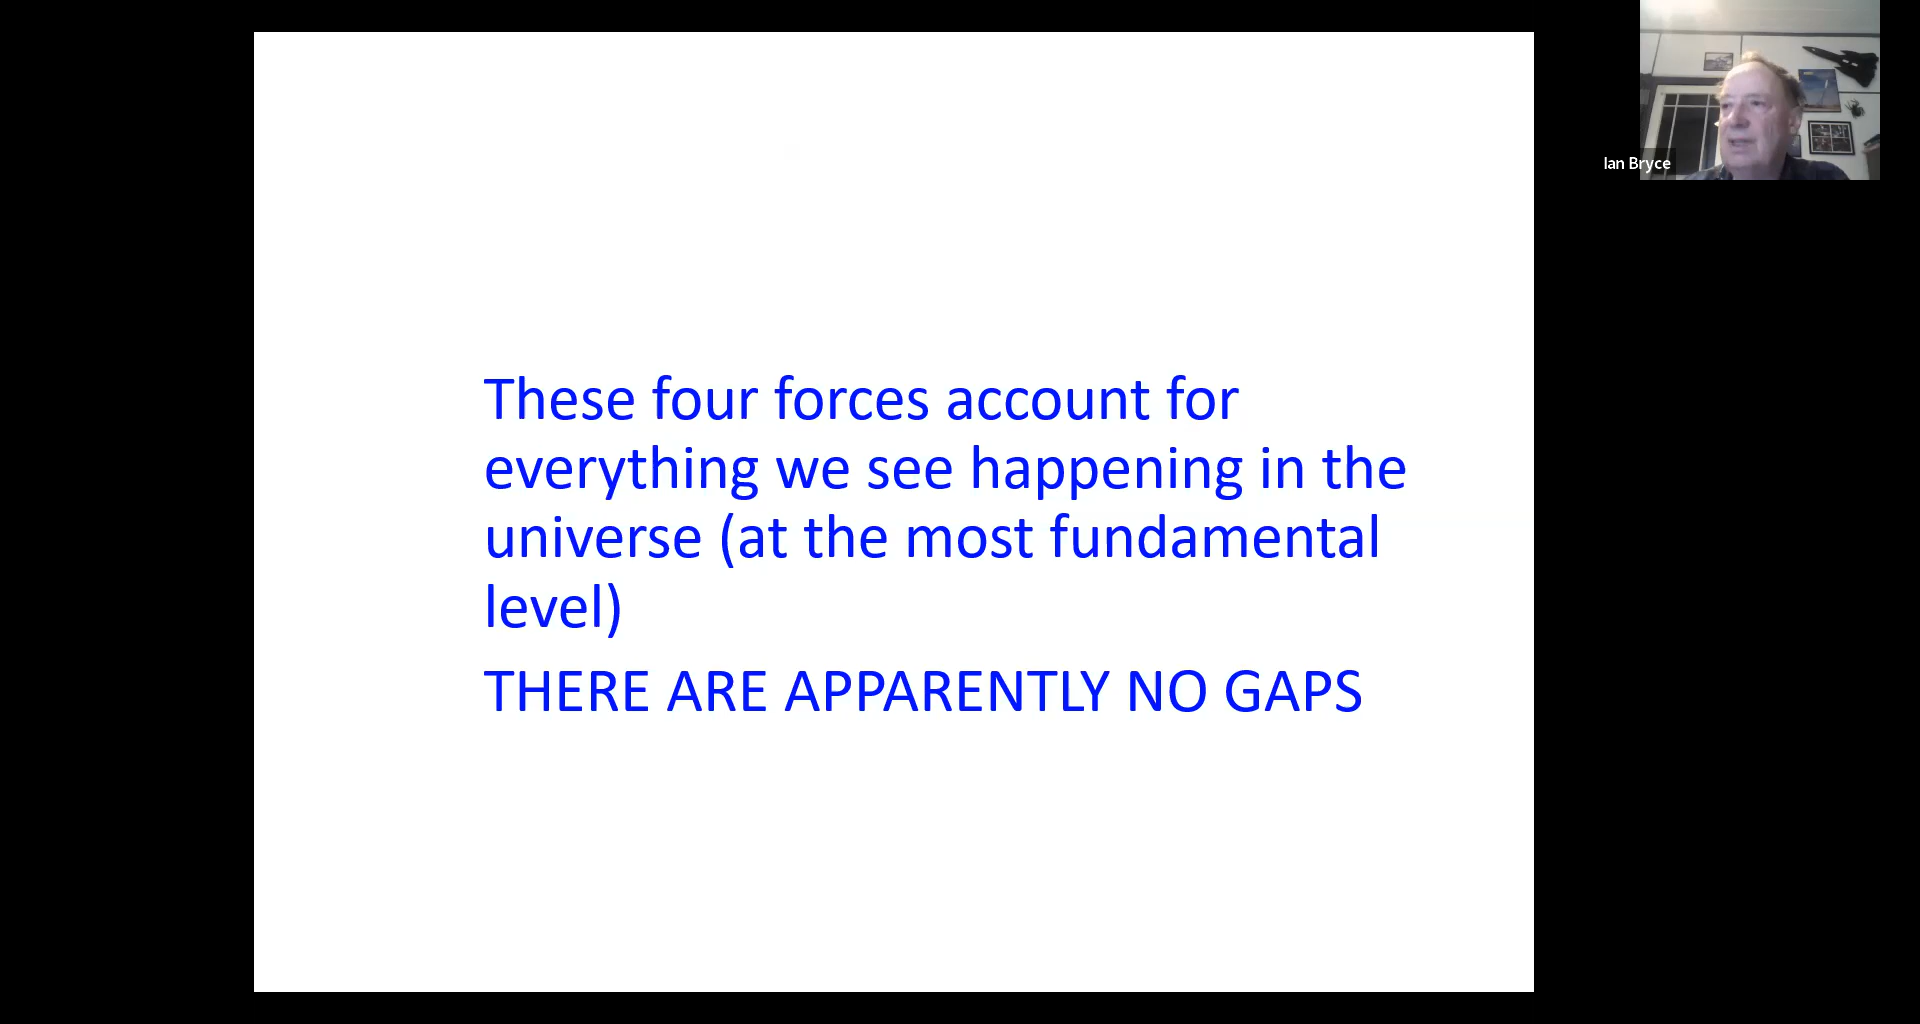 These four forces account for
everything we see happening in the
universe (at the most fundamental
level)
THERE ARE APPARENTLY NO GAPS
Ian Bryce